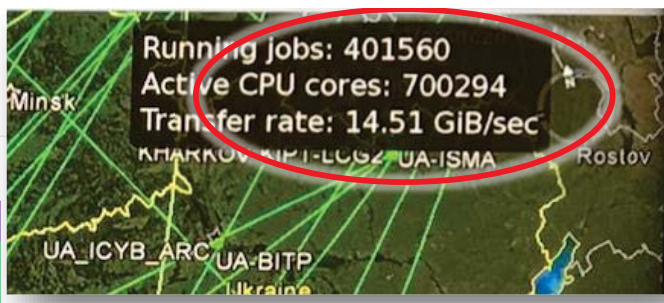 Running jobs: 401560
Active CPU cores: 700294
Minsk
Transfer rate: 14.51 GiB/sec
KHARKOV-KIPT-LCG2 UA-ISMA
Rostov
UA_ICYB_ARC
UA-BITP
Ukraine